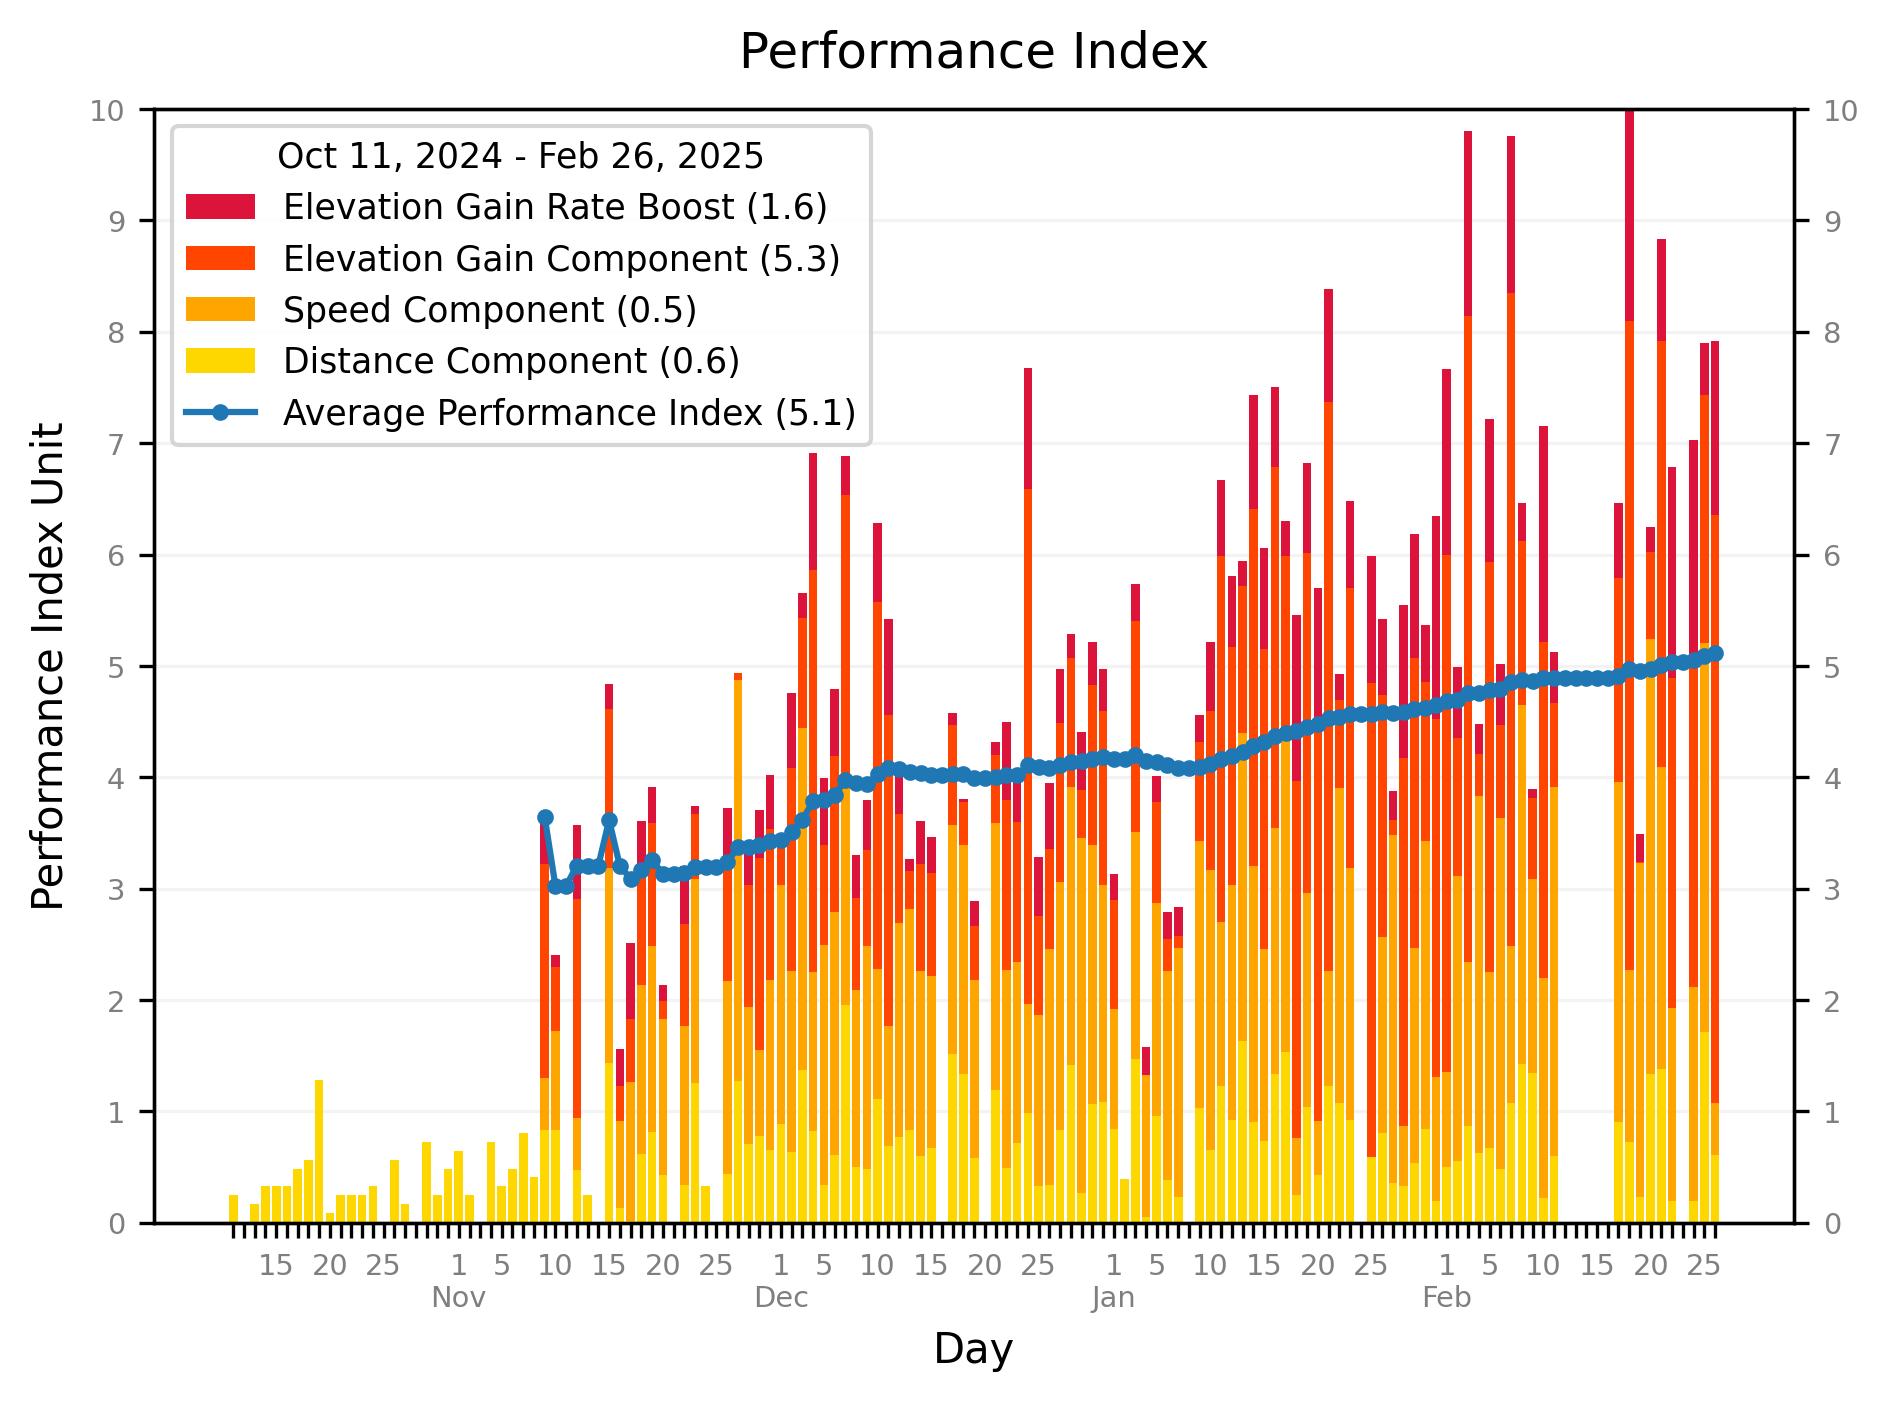 Performance Index
Oct 11, 2024 - Feb 26, 2025
Elevation Gain Rate Boost (1.6)
Elevation Gain Component (5.3)
Speed Component (0.5)
Distance Component (0.6)
Average Performance Index (5.1)
Performance Index Unit
10 10
9 9
8 8
7 7
6 6
5 5
4 4
3 3
2 2
1 1
0 0
15 20 25 1 5 10 15 20 25 1 5 10 15 20 25 1 5 10 15 20 25 1 5 10 15 20 25
Nov Dec Jan Feb
Day